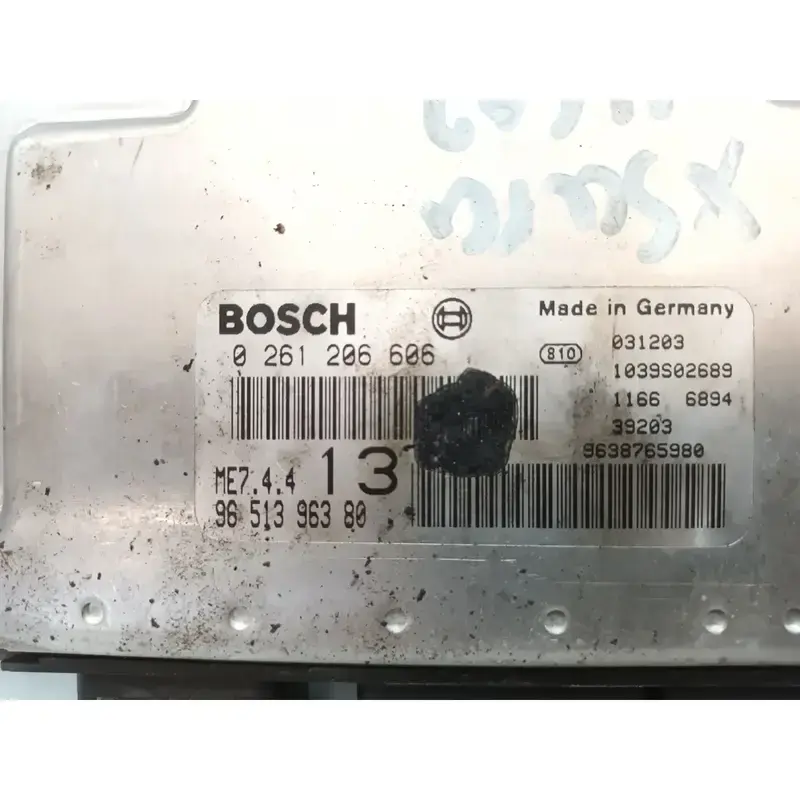 BOSCH
Made in Germany
0 261 206 606
810
031203
1039S02689
1166 6894
39203
9638765980
ME7.4.4 13
96 513 963 80